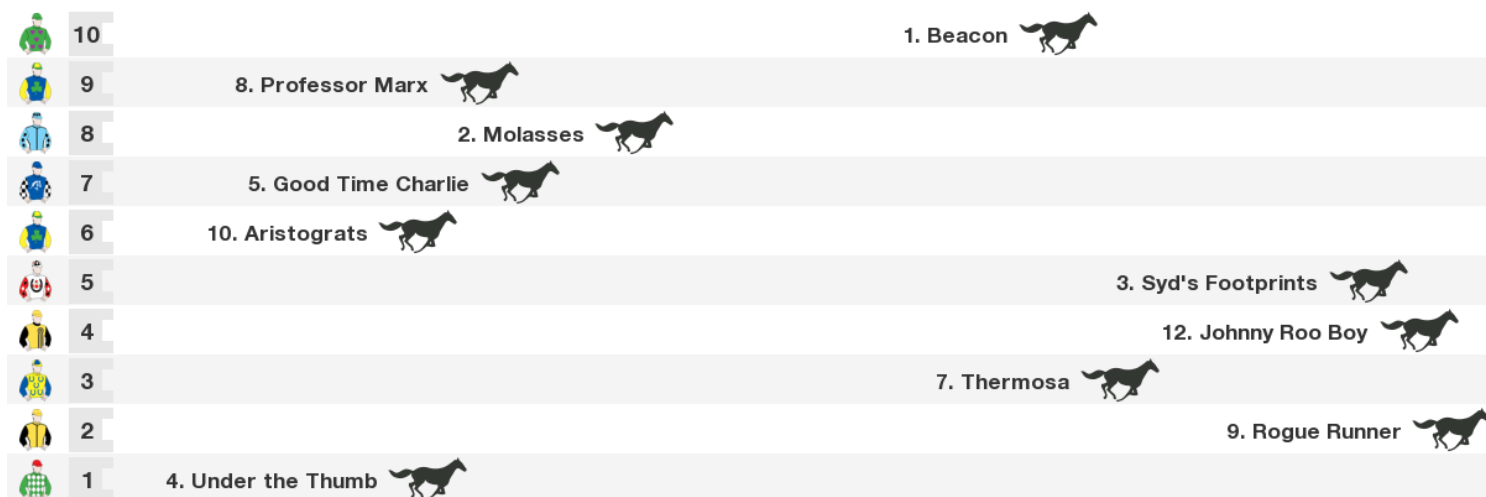 10 1. Beacon
9 8. Professor Marx
8 2. Molasses
7 5. Good Time Charlie
6 10. Aristograts
5 3. Syd's Footprints
4 12. Johnny Roo Boy
3 7. Thermosa
2 9. Rogue Runner
1 4. Under the Thumb